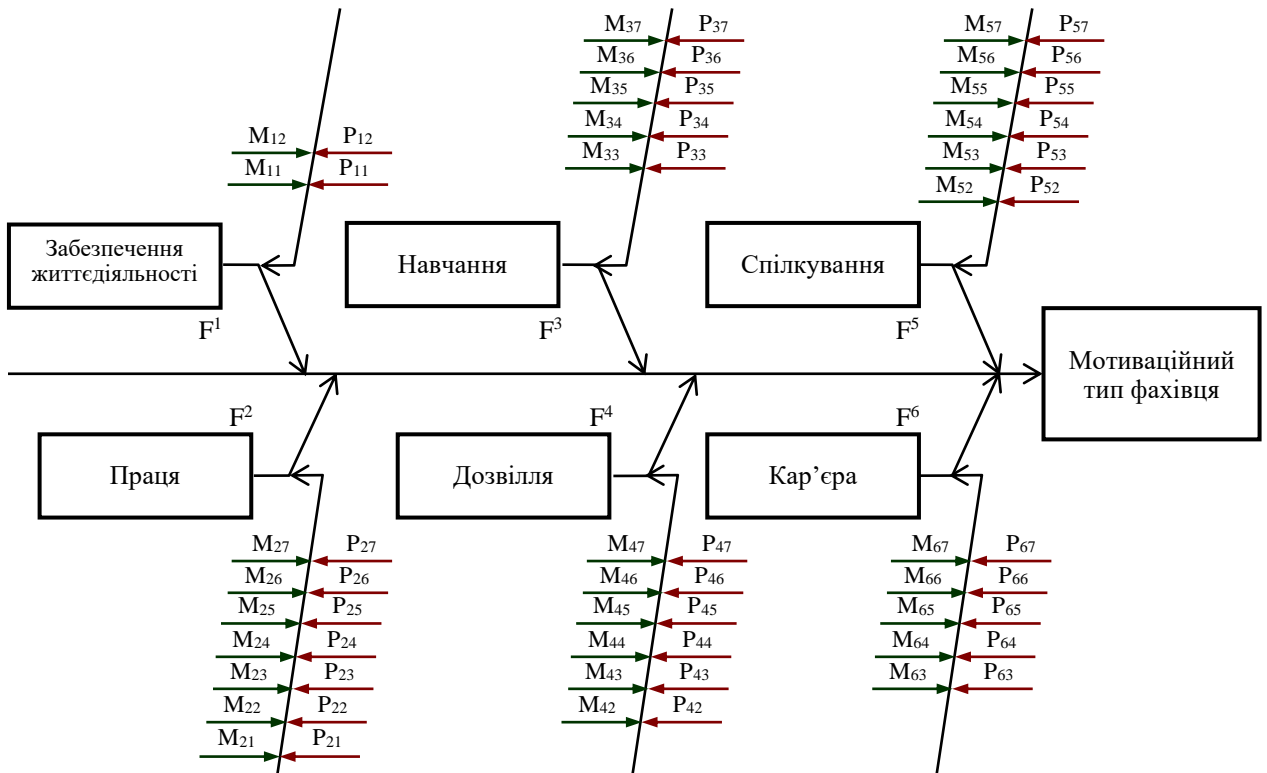 M37 P37
M57 P57
M36 P36
M56 P56
M35 P35
M55 P55
M34 P34
M54 P54
M12 P12
M33 P33
M53 P53
M11 P11
M52 P52
Забезпечення
життєдіяльності
Навчання
Спілкування
F1
F3
F5
Мотиваційний
тип фахівця
F2
F4
F6
Праця
Дозвілля
Кар’єра
M27 P27
M47 P47
M67 P67
M26 P26
M46 P46
M66 P66
M25 P25
M45 P45
M65 P65
M24 P24
M44 P44
M64 P64
M23 P23
M43 P43
M63 P63
M22 P22
M42 P42
M21 P21